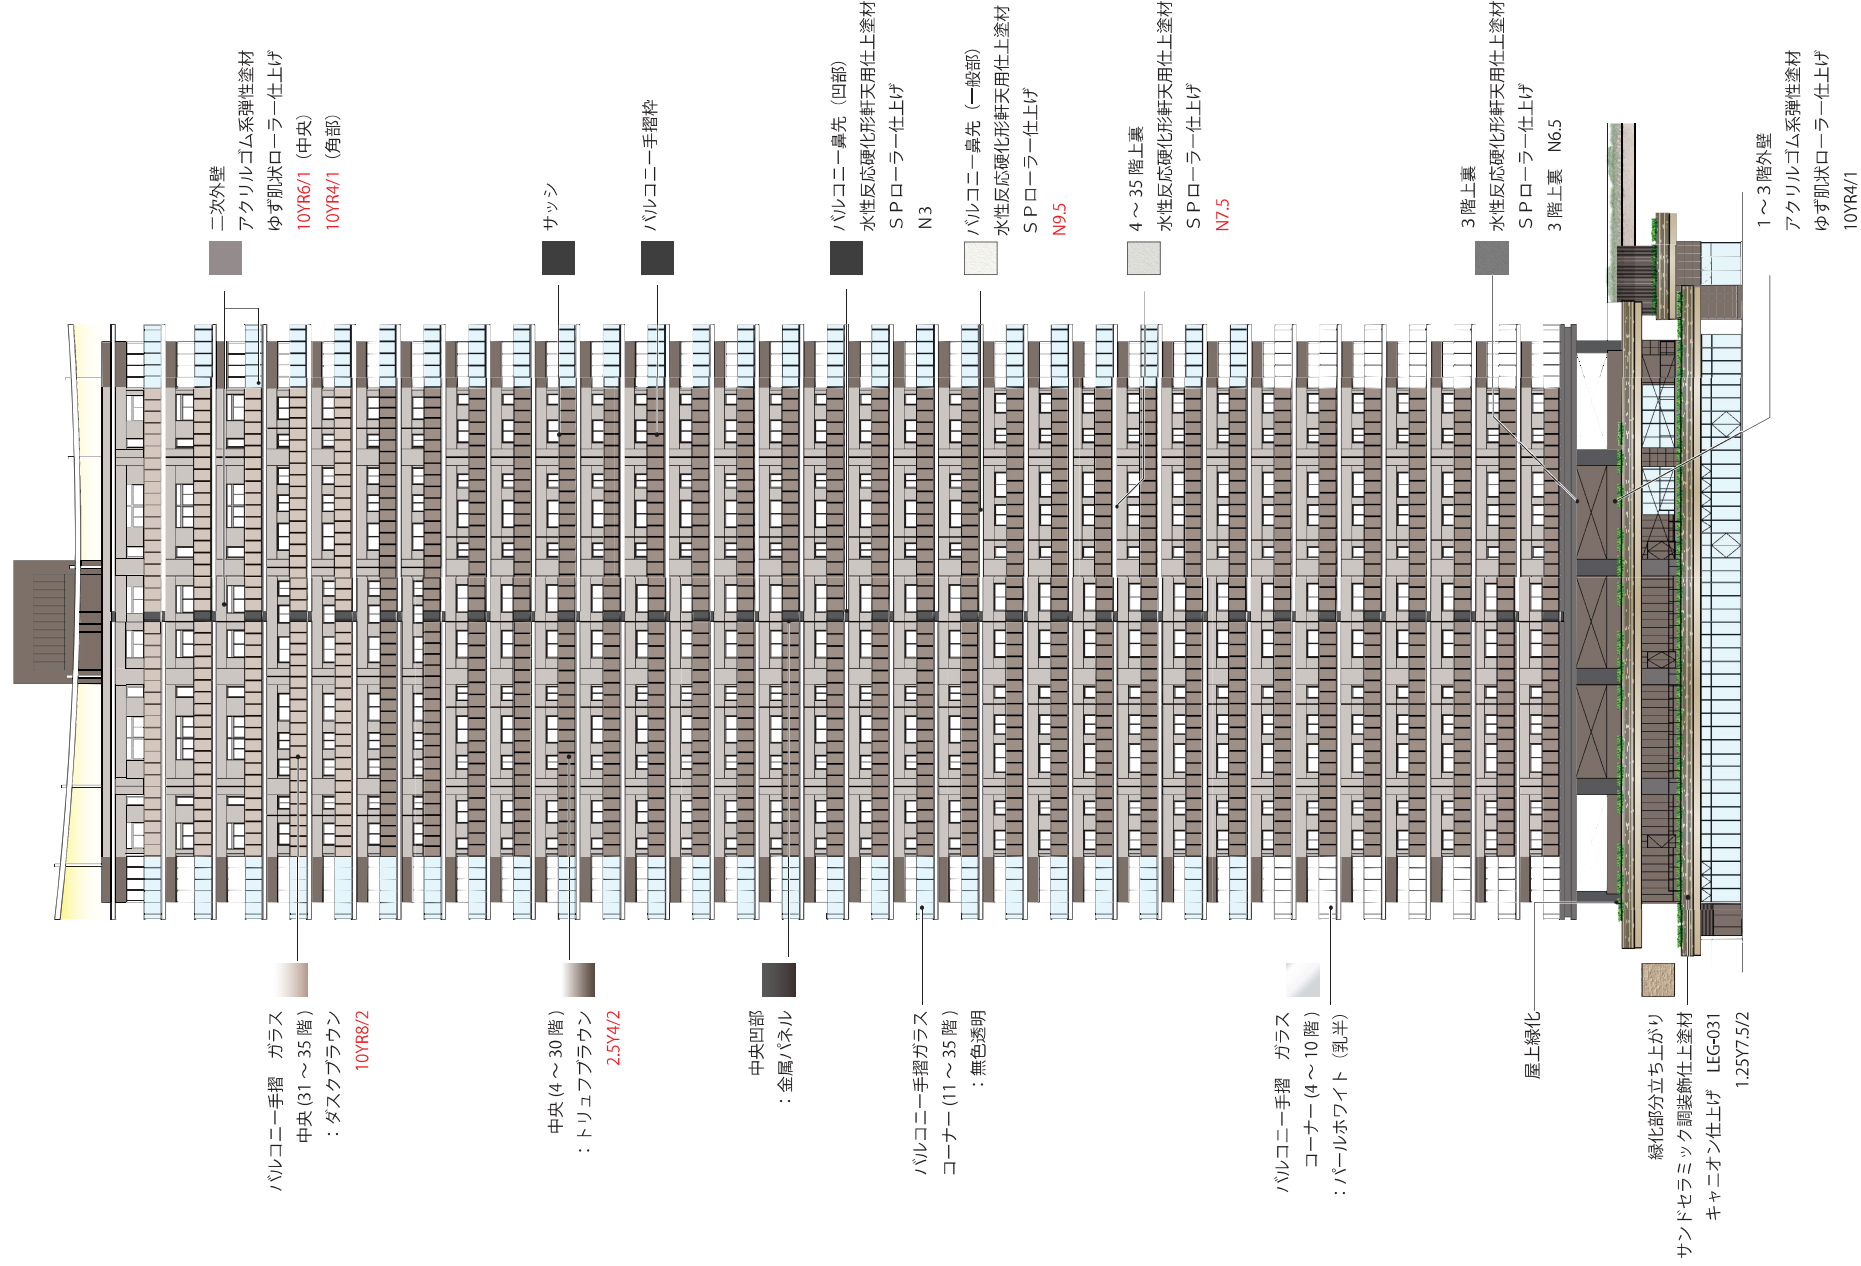 二次外壁
アクリルゴム系弾性塗材
ゆず肌状ローラー仕上げ
10YR6/1（中央）
10YR4/1（角部）
サッシ
バルコニー手摺枠
バルコニー鼻先（凹部）
水性反応硬化形軒天用仕上塗材
ＳＰローラー仕上げ
N3
バルコニー鼻先（一般部）
水性反応硬化形軒天用仕上塗材
ＳＰローラー仕上げ
N9.5
4～35階上裏
水性反応硬化形軒天用仕上塗材
ＳＰローラー仕上げ
N7.5
3階上裏
水性反応硬化形軒天用仕上塗材
ＳＰローラー仕上げ
3階上裏　N6.5
1～3階外壁
アクリルゴム系弾性塗材
ゆず肌状ローラー仕上げ
10YR4/1
バルコニー手摺　ガラス
中央(31～35階)
：ダスクブラウン
10YR8/2
中央(4～30階)
：トリュフブラウン
2.5Y4/2
中央凹部
：金属パネル
バルコニー手摺ガラス
コーナー(11～35階)
：無色透明
バルコニー手摺　ガラス
コーナー(4～10階)
：パールホワイト（乳半）
屋上緑化
緑化部分立ち上がり
サンドセラミック調装飾仕上塗材
キャニオン仕上げ　LEG-031
1.25Y7.5/2